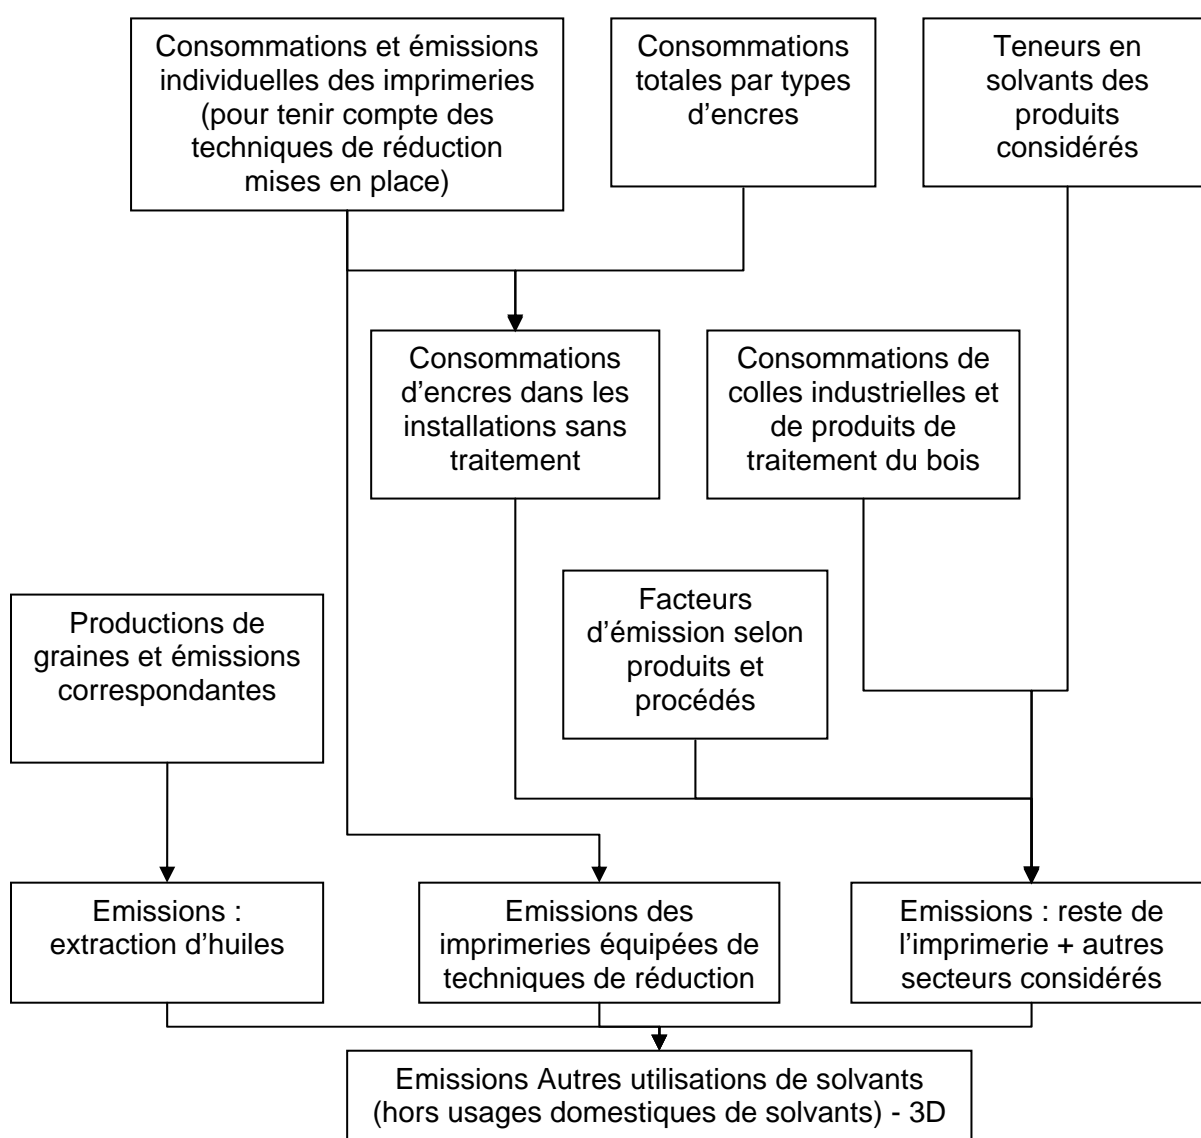 Consommations et émissions
individuelles des imprimeries
(pour tenir compte des
techniques de réduction
mises en place)
Consommations
totales par types
d’encres
Teneurs en
solvants des
produits
considérés
Consommations
d’encres dans les
installations sans
traitement
Consommations de
colles industrielles et
de produits de
traitement du bois
Facteurs
d’émission selon
produits et
procédés
Productions de
graines et émissions
correspondantes
Emissions :
extraction d’huiles
Emissions des
imprimeries équipées de
techniques de réduction
Emissions : reste de
l’imprimerie + autres
secteurs considérés
Emissions Autres utilisations de solvants
(hors usages domestiques de solvants) - 3D